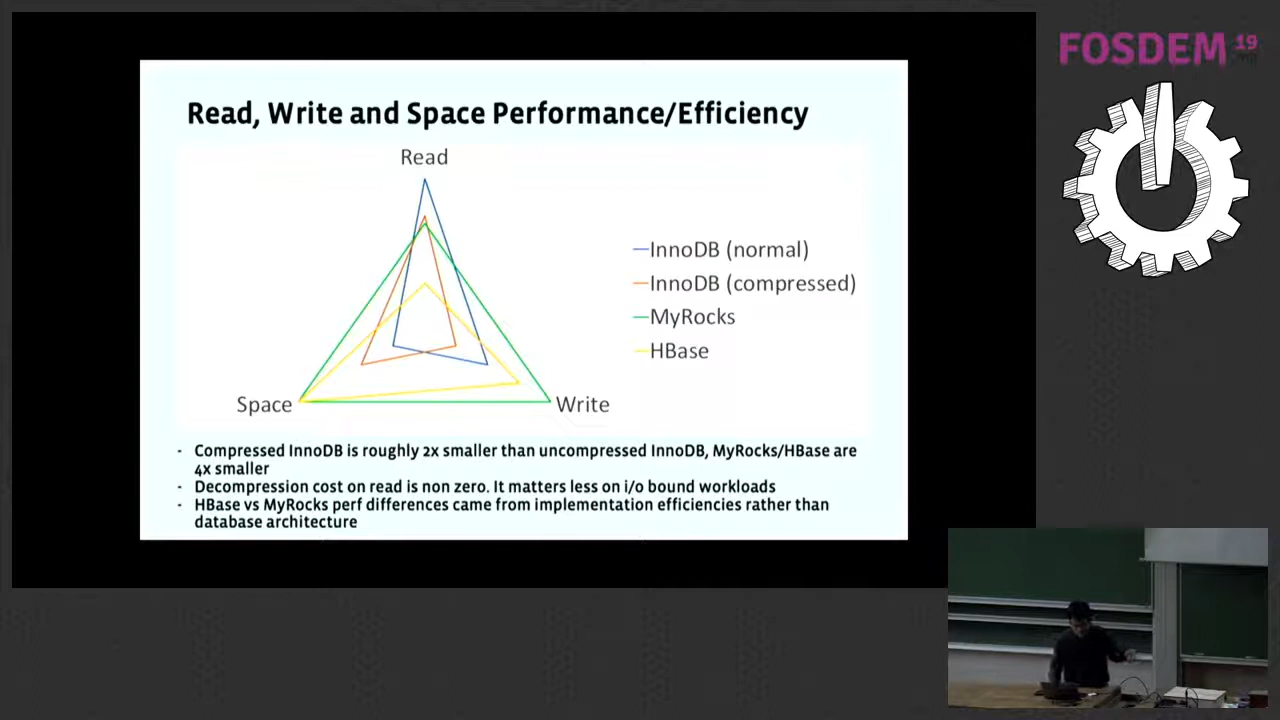 FOSDEM 19
Read, Write and Space Performance/Efficiency
Read
InnoDB (normal)
InnoDB (compressed)
MyRocks
HBase
Space
Write
- Compressed InnoDB is roughly 2x smaller than uncompressed InnoDB, MyRocks/HBase are
4x smaller
- Decompression cost on read is non zero. It matters less on i/o bound workloads
- HBase vs MyRocks perf differences came from implementation efficiencies rather than
database architecture